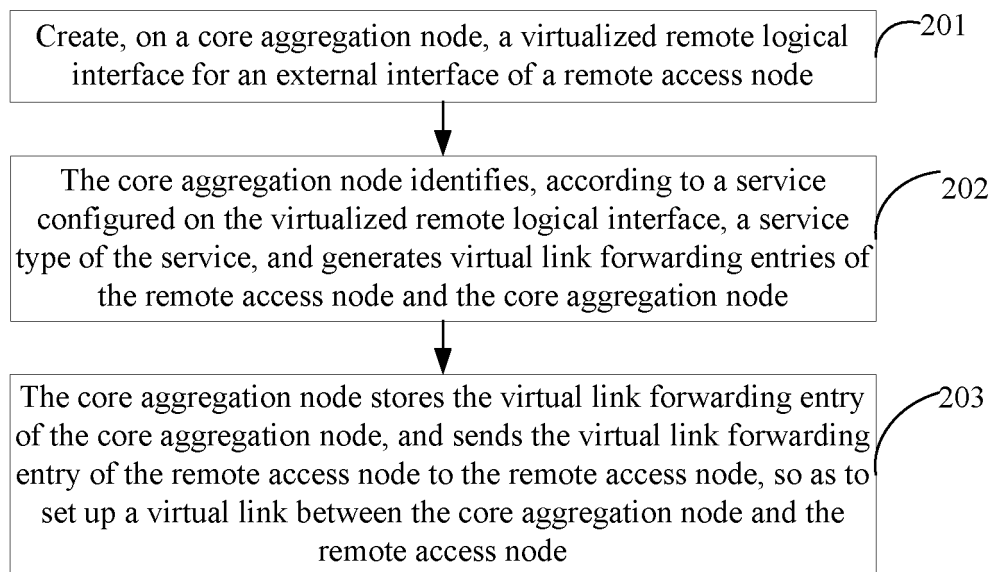 Create, on a core aggregation node, a virtualized remote logical
interface for an external interface of a remote access node
201
The core aggregation node identifies, according to a service
configured on the virtualized remote logical interface, a service
type of the service, and generates virtual link forwarding entries of
the remote access node and the core aggregation node
202
The core aggregation node stores the virtual link forwarding entry
of the core aggregation node, and sends the virtual link forwarding
entry of the remote access node to the remote access node, so as to
set up a virtual link between the core aggregation node and the
remote access node
203